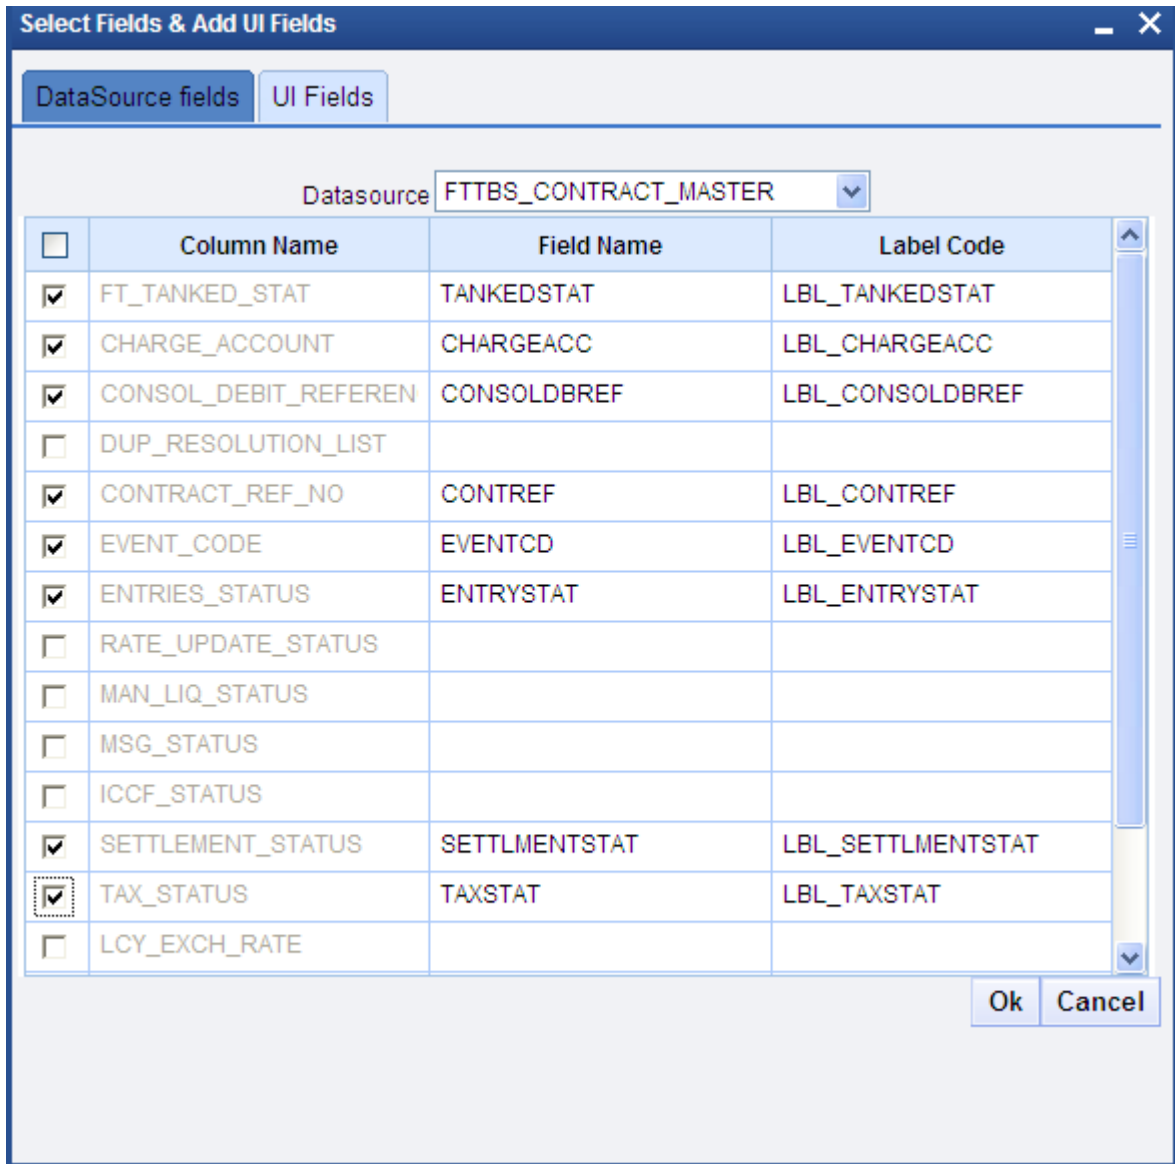 Select Fields & Add UI Fields
DataSource fields UI Fields
Datasource FTTBS_CONTRACT_MASTER
Column Name Field Name Label Code
FT_TANKED_STAT TANKEDSTAT LBL_TANKEDSTAT
CHARGE_ACCOUNT CHARGEACC LBL_CHARGEACC
CONSOL_DEBIT_REFEREN CONSOLDBREF LBL_CONSOLDBREF
DUP_RESOLUTION_LIST
CONTRACT_REF_NO CONTREF LBL_CONTREF
EVENT_CODE EVENTCD LBL_EVENTCD
ENTRIES_STATUS ENTRYSTAT LBL_ENTRYSTAT
RATE_UPDATE_STATUS
MAN_LIQ_STATUS
MSG_STATUS
ICCF_STATUS
SETTLEMENT_STATUS SETTLMENTSTAT LBL_SETTLMENTSTAT
TAX_STATUS TAXSTAT LBL_TAXSTAT
LCY_EXCH_RATE
Ok Cancel